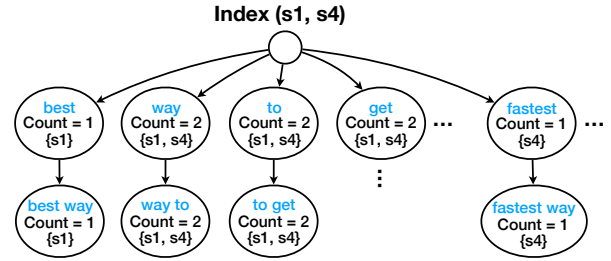 Index (s1, s4)
best
Count = 1
{s1}
way
Count = 2
{s1, s4}
to
Count = 2
{s1, s4}
get
Count = 2
{s1, s4}
...
fastest
Count = 1
{s4}
...
best way
Count = 1
{s1}
way to
Count = 2
{s1, s4}
to get
Count = 2
{s1, s4}
⋮
fastest way
Count = 1
{s4}